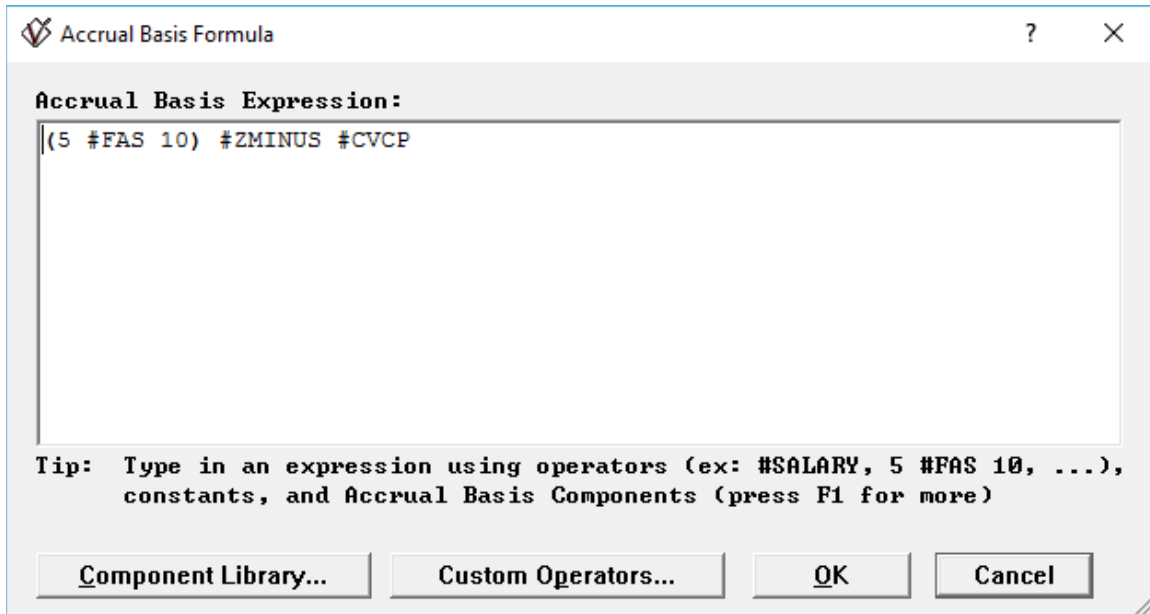 Accrual Basis Formula ?
Accrual Basis Expression:
(5 #FAS 10) #ZMINUS #CVCP
Tip: Type in an expression using operators (ex: #SALARY, 5 #FAS 10, ...),
constants, and Accrual Basis Components (press F1 for more)
Component Library... Custom Operators... OK Cancel